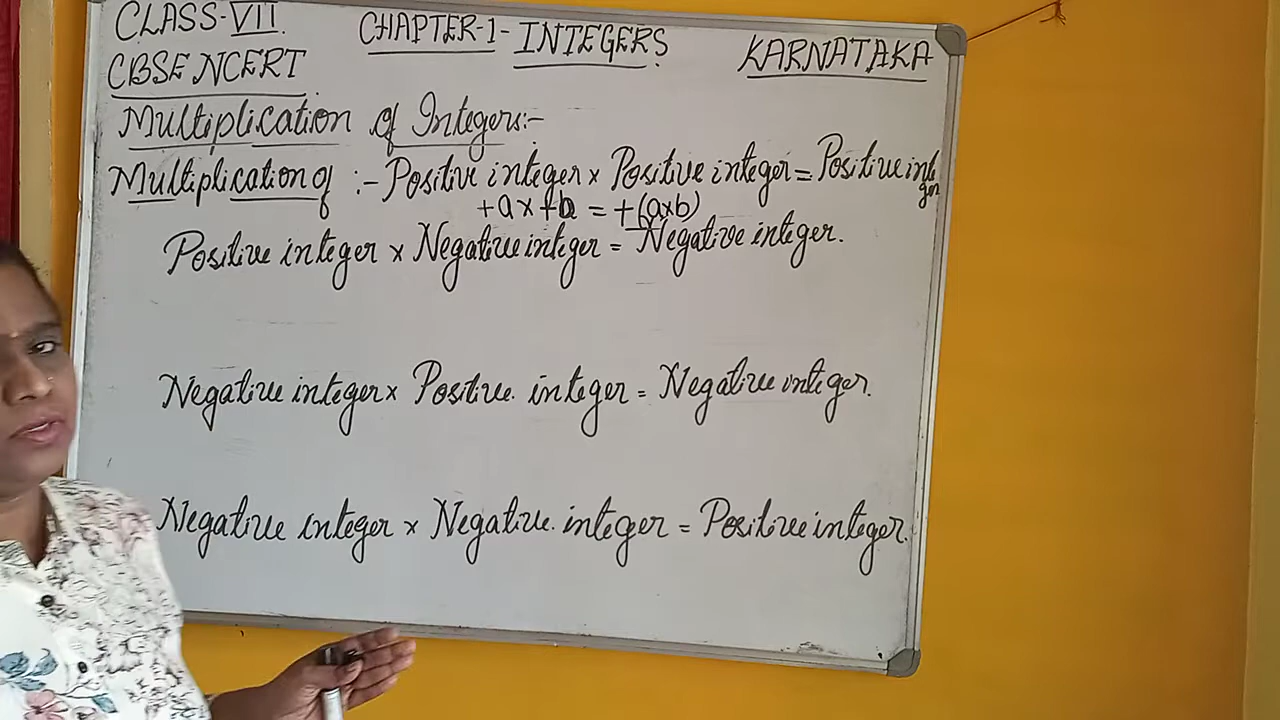 CLASS-VII. CHAPTER-1-INTEGERS. KARNATAKA
CBSE NCERT
Multiplication of Integers:-
Multiplication of :- Positive integer × Positive integer = Positive integer
+a × +b = +(a×b)
Positive integer × Negative integer = Negative integer.
Negative integer × Positive. integer = Negative integer.
Negative integer × Negative. integer = Positive integer.